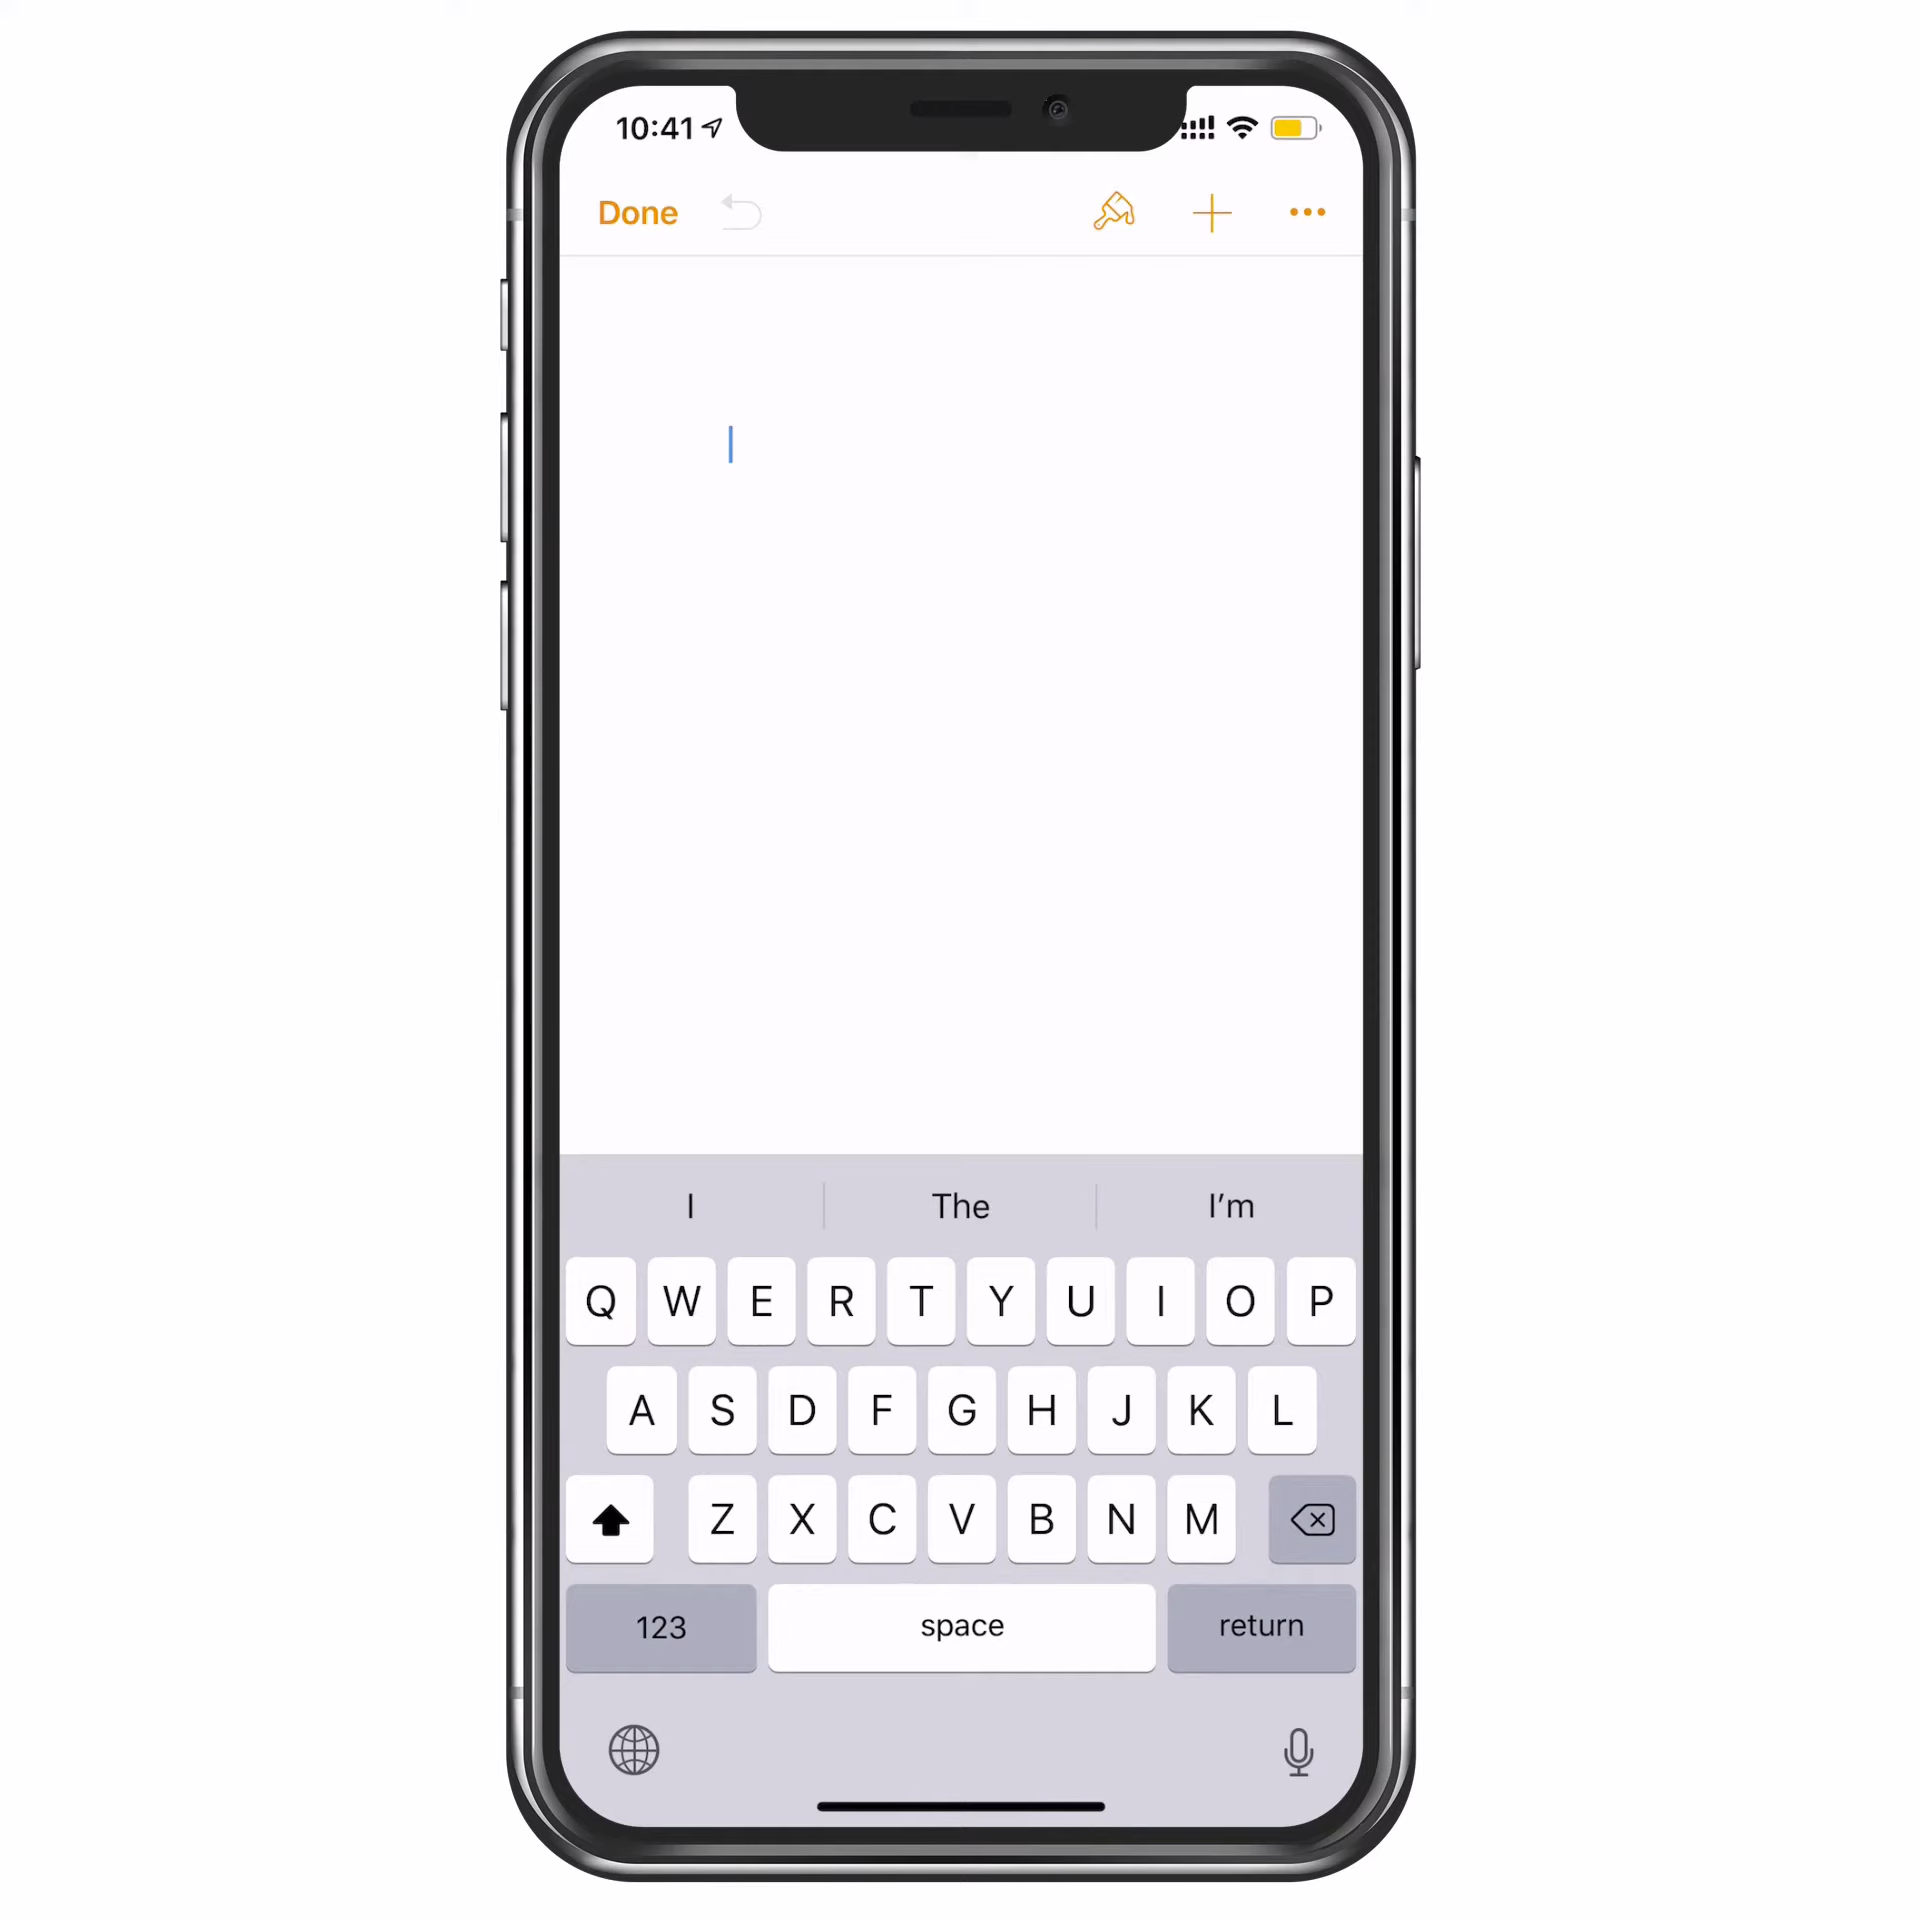 10:41
Done
I The I'm
Q W E R T Y U I O P
A S D F G H J K L
Z X C V B N M
123 space return